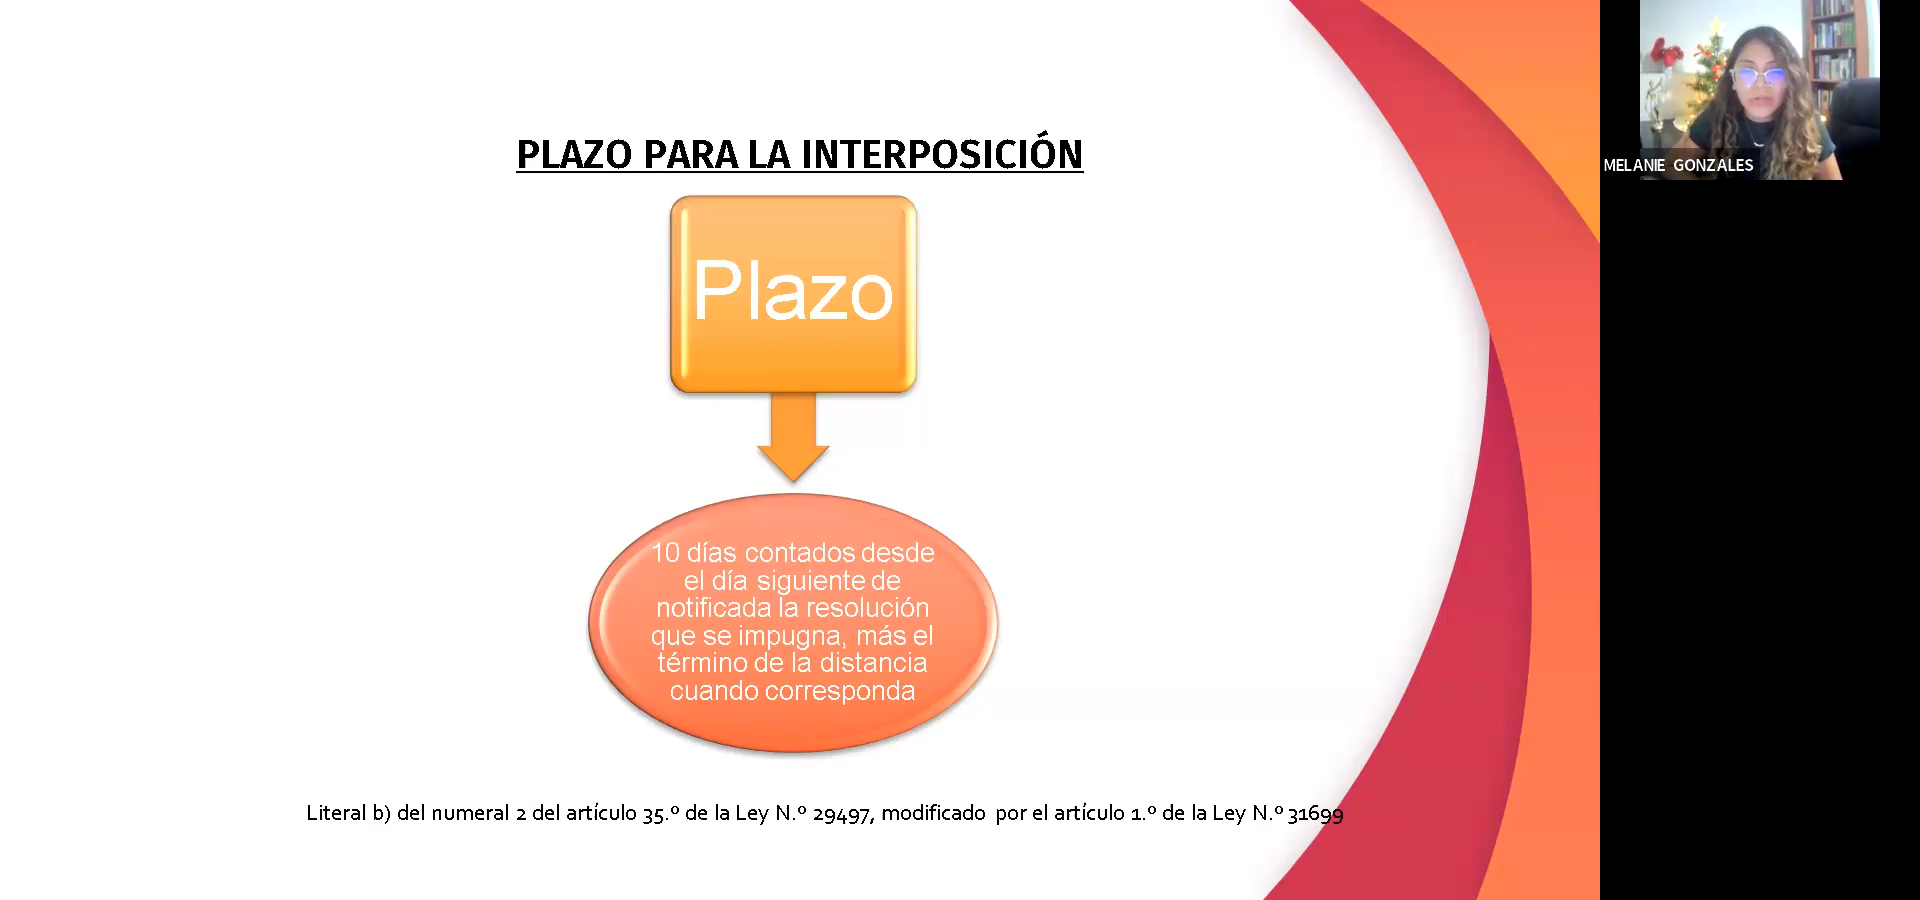 PLAZO PARA LA INTERPOSICIÓN
Plazo
10 días contados desde
el día siguiente de
notificada la resolución
que se impugna, más el
término de la distancia
cuando corresponda
Literal b) del numeral 2 del artículo 35.º de la Ley N.º 29497, modificado por el artículo 1.º de la Ley N.º 31699
MELANIE GONZALES